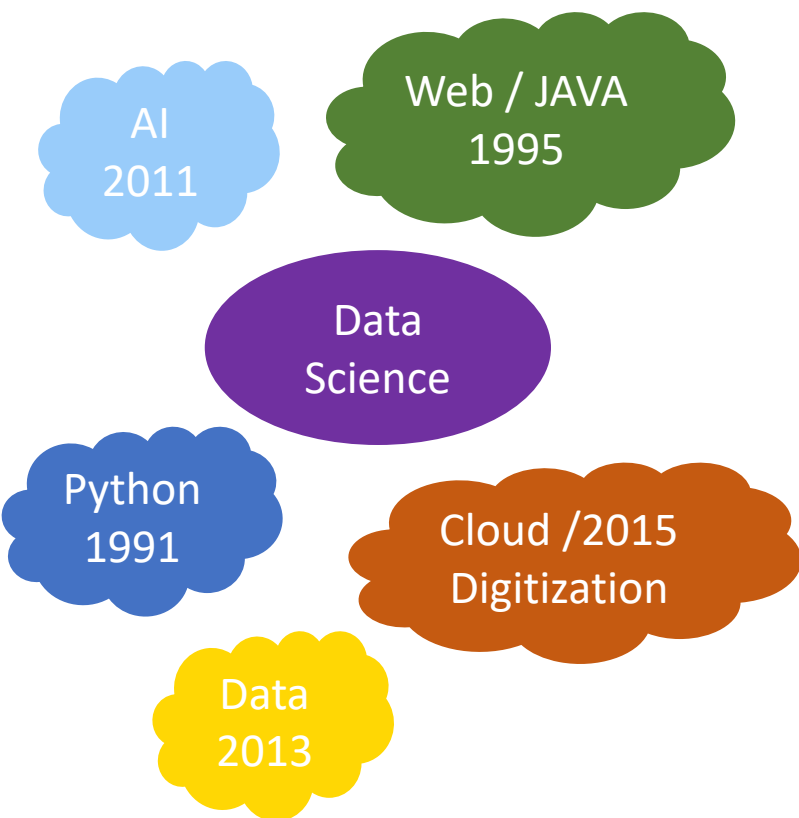 AI
2011
Web / JAVA
1995
Data
Science
Python
1991
Cloud /2015
Digitization
Data
2013